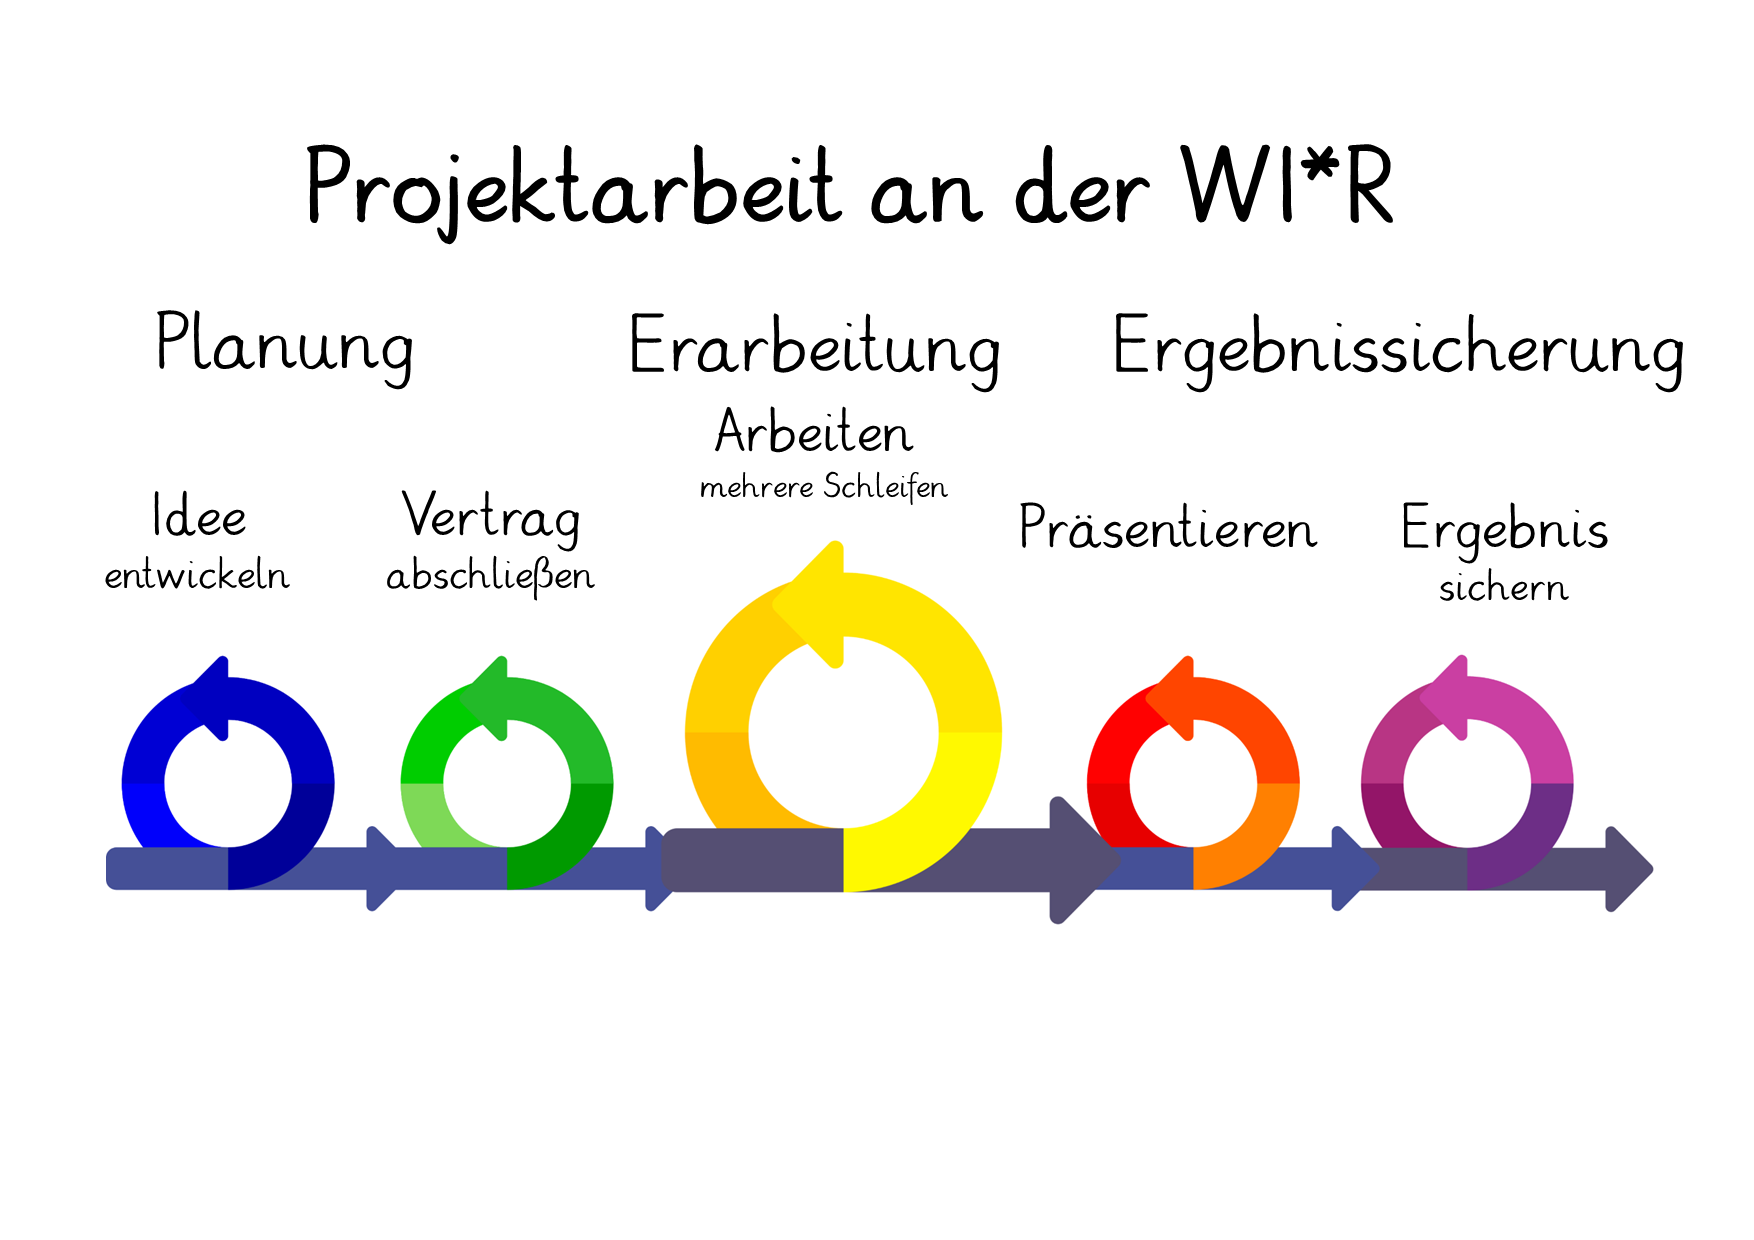 Projektarbeit an der WI*R
Planung
Erarbeitung
Ergebnissicherung
Idee
entwickeln
Vertrag
abschließen
Arbeiten
mehrere Schleifen
Präsentieren
Ergebnis
sichern